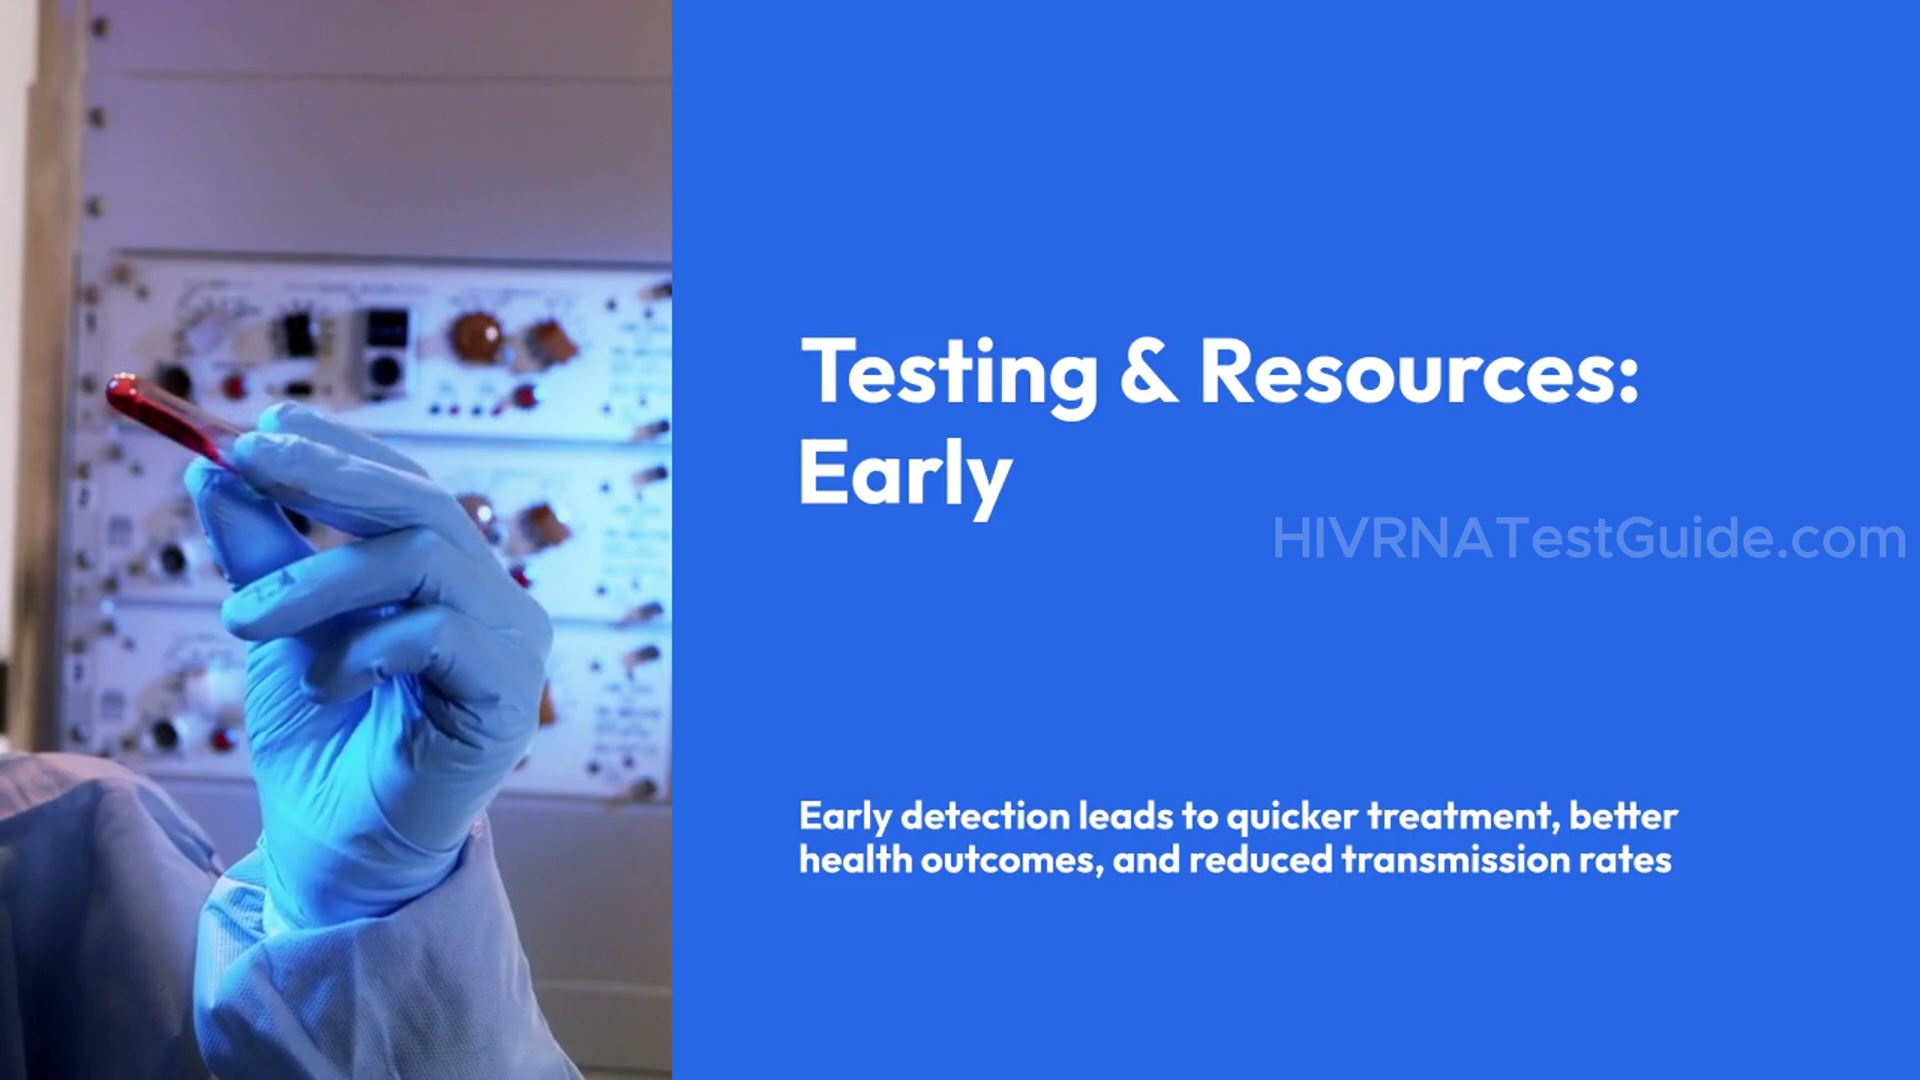 Testing & Resources:
Early
HIVRNATestGuide.com
Early detection leads to quicker treatment, better
health outcomes, and reduced transmission rates